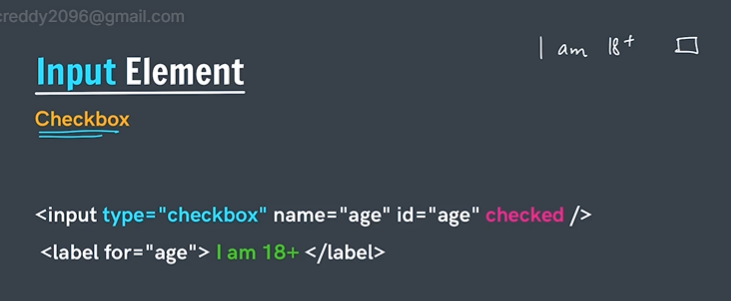 creddy2096@gmail.com
I am 18+
Input Element
Checkbox
<input type="checkbox" name="age" id="age" checked />
<label for="age"> I am 18+ </label>